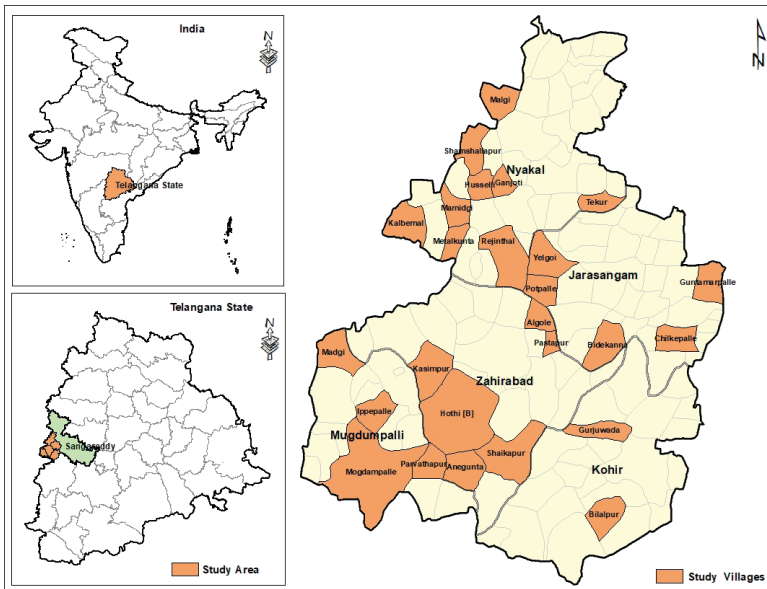 India
N
Telangana State
Telangana State
N
Sangareddy
Study Area
N
Malgi
Shamshallapur
Nyakal
Husselli
Ganjoti
Mamidgi
Tekur
Kalbemal
Metalkunta
Rejinthal
Yelgoi
Jarasangam
Guntamarpalle
Potpalle
Algole
Pastapur
Bidekanna
Chilkepalle
Madgi
Kasimpur
Zahirabad
Ippepalle
Hothi [B]
Mugdumpalli
Gurjuwada
Shaikapur
Mogdampalle
Parvathapur
Anegunta
Kohir
Bilalpur
Study Villages